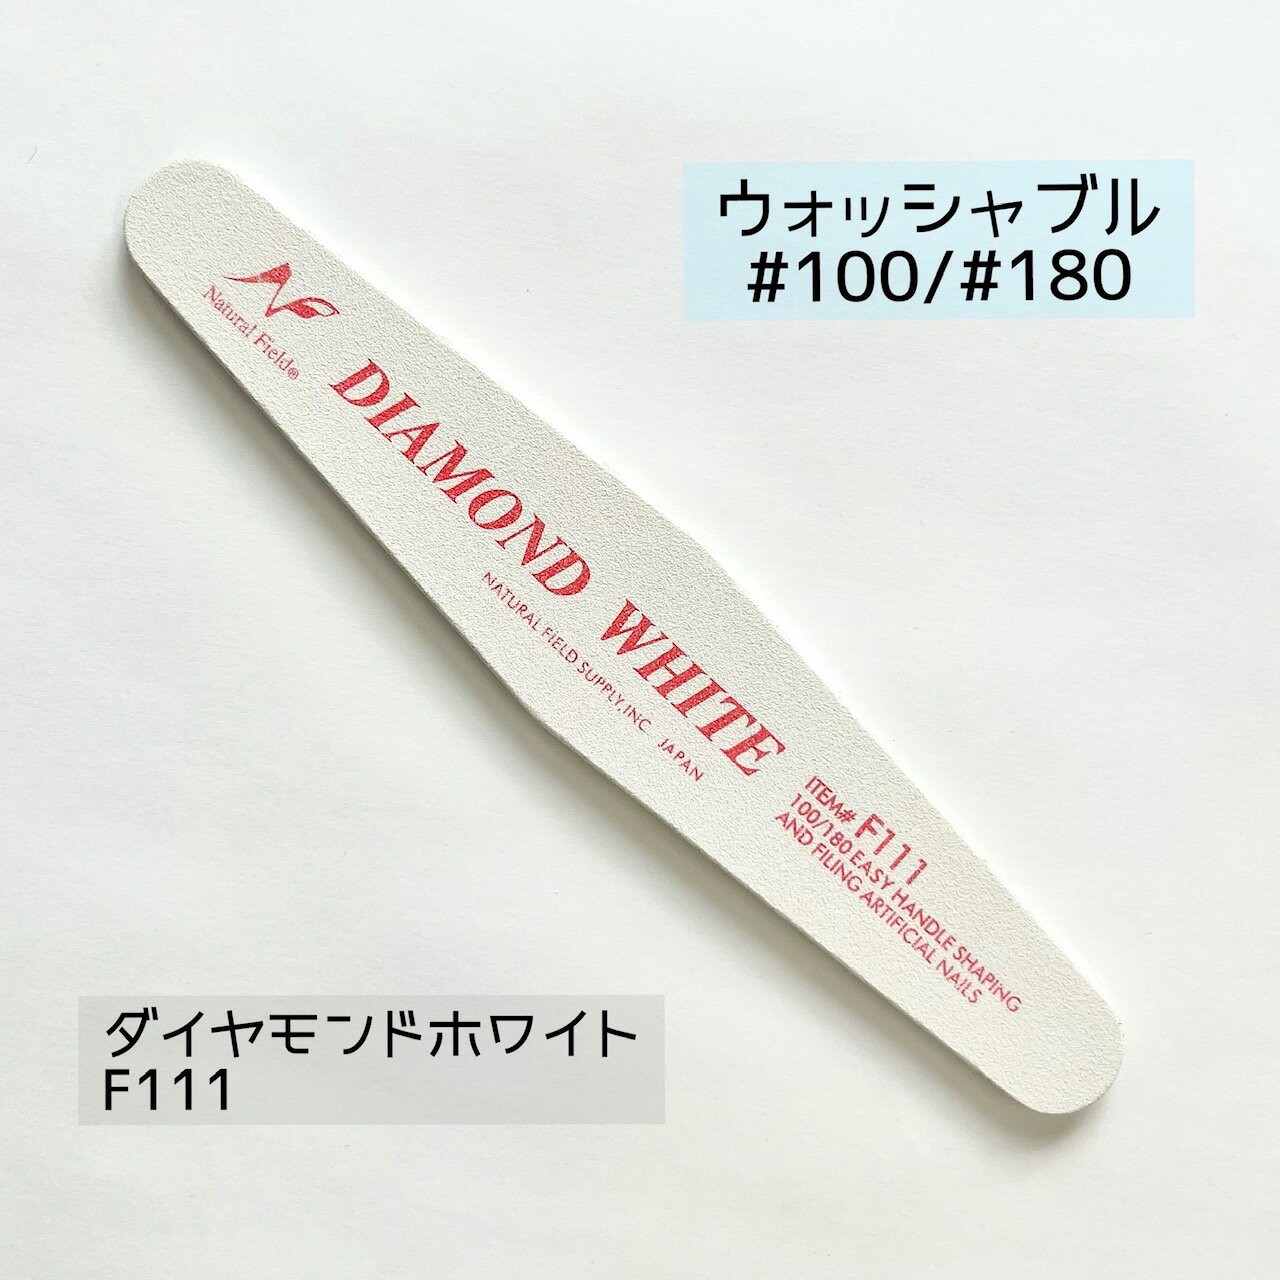 ウォッシャブル
#100/#180
NF
Natural Field®
DIAMOND WHITE
NATURAL FIELD SUPPLY,INC JAPAN
ITEM# F111
100/180 EASY HANDLE SHAPING
AND FILING ARTIFICIAL NAILS
ダイヤモンドホワイト
F111